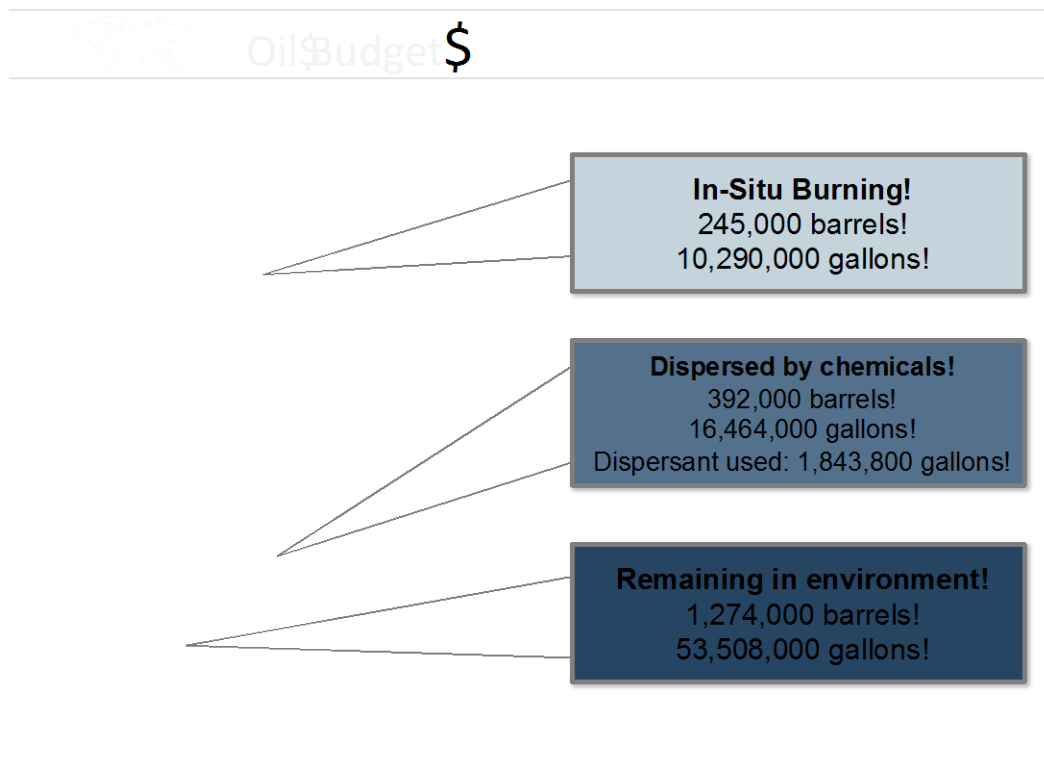 Oil$Budget $
In-Situ Burning!
245,000 barrels!
10,290,000 gallons!
Dispersed by chemicals!
392,000 barrels!
16,464,000 gallons!
Dispersant used: 1,843,800 gallons!
Remaining in environment!
1,274,000 barrels!
53,508,000 gallons!